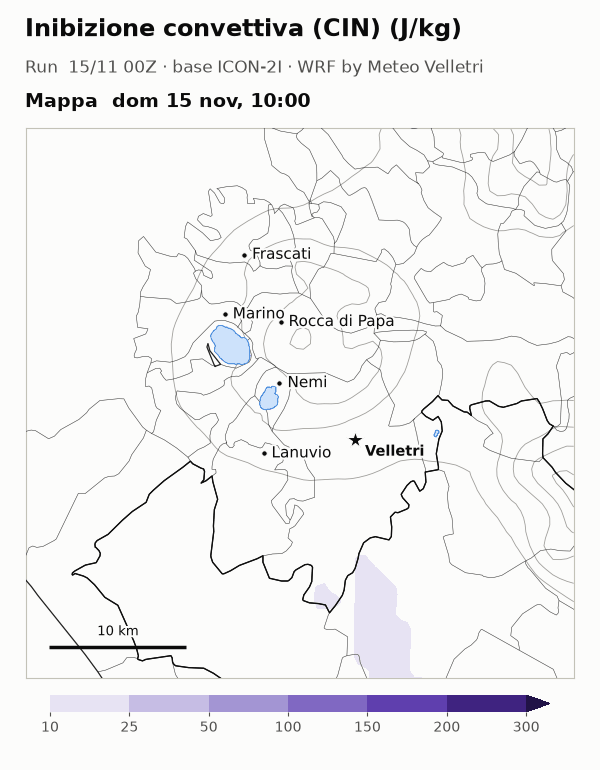 Inibizione convettiva (CIN) (J/kg)
Run  15/11 00Z · base ICON-2I · WRF by Meteo Velletri
Mappa  dom 15 nov, 10:00
Frascati
Marino
Rocca di Papa
Nemi
Velletri
Lanuvio
10 km
10 25 50 100 150 200 300